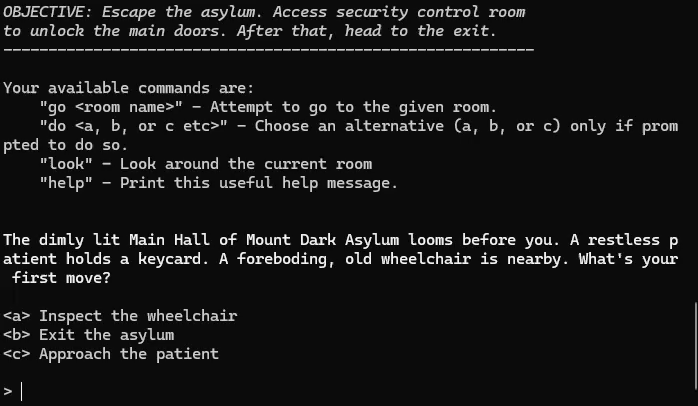 OBJECTIVE: Escape the asylum. Access security control room
to unlock the main doors. After that, head to the exit.
-----------------------------------------------------------
Your available commands are:
"go <room name>" – Attempt to go to the given room.
"do <a, b, or c etc>" – Choose an alternative (a, b, or c) only if prom
pted to do so.
"look" – Look around the current room
"help" – Print this useful help message.
The dimly lit Main Hall of Mount Dark Asylum looms before you. A restless p
atient holds a keycard. A foreboding, old wheelchair is nearby. What's your
first move?
<a> Inspect the wheelchair
<b> Exit the asylum
<c> Approach the patient
>